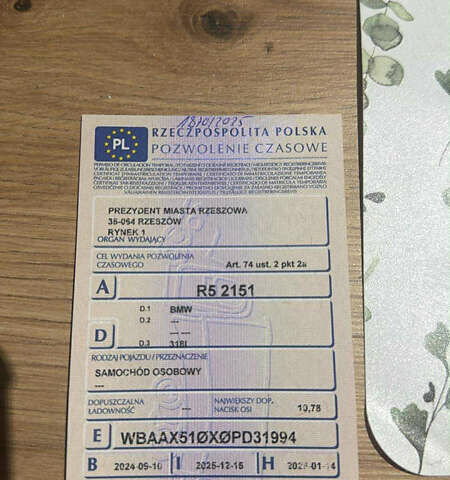 PL
RZECZPOSPOLITA POLSKA
POZWOLENIE CZASOWE
PREZYDENT MIASTA RZESZOWA
35-064 RZESZÓW
RYNEK 1
ORGAN WYDAJĄCY
CEL WYDANIA POZWOLENIA
CZASOWEGO
Art. 74 ust. 2 pkt 2a
A R5 2151
D.1 BMW
D.2 ---
---
D
D.3 318I
RODZAJ POJAZDU / PRZEZNACZENIE
SAMOCHÓD OSOBOWY
---
DOPUSZCZALNA
ŁADOWNOŚĆ ---
NAJWIĘKSZY DOP.
NACISK OSI 10,78
E WBAAX510X0PD31994
B 2024-09-10 I 2025-12-15 H